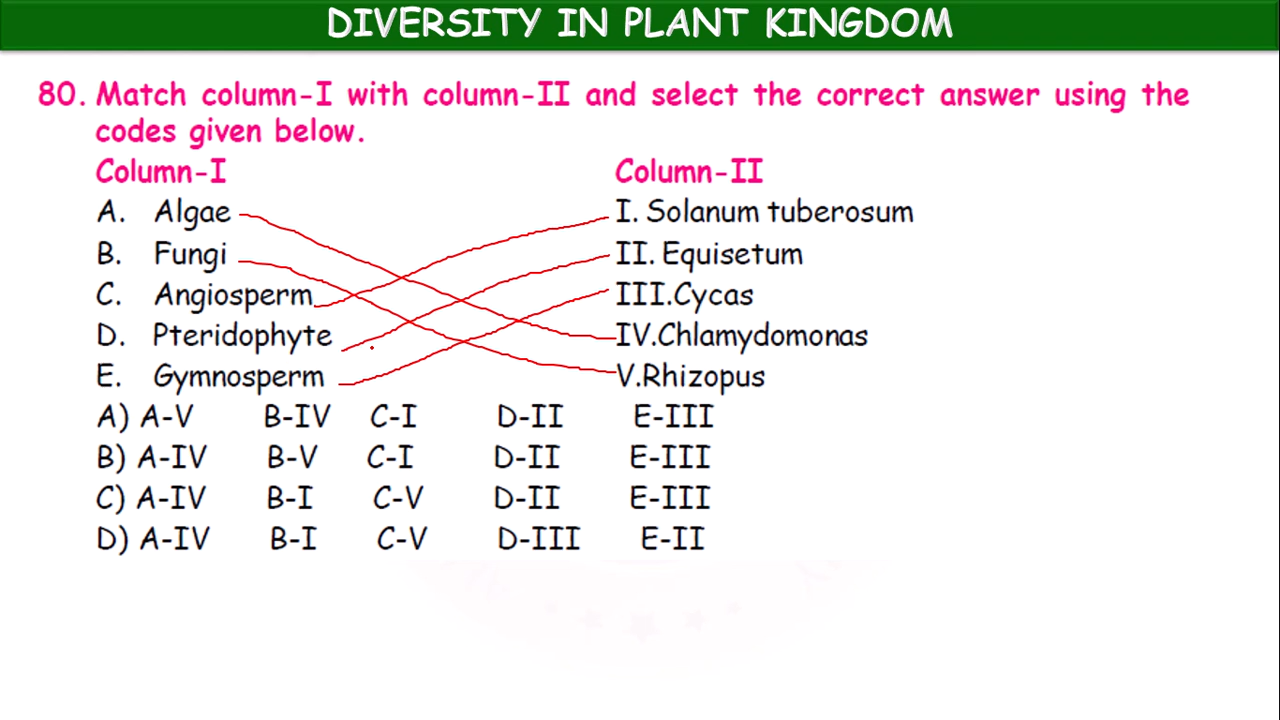 DIVERSITY IN PLANT KINGDOM
80. Match column-I with column-II and select the correct answer using the
codes given below.
Column-I Column-II
A. Algae I. Solanum tuberosum
B. Fungi II. Equisetum
C. Angiosperm III.Cycas
D. Pteridophyte IV.Chlamydomonas
E. Gymnosperm V.Rhizopus
A) A-V B-IV C-I D-II E-III
B) A-IV B-V C-I D-II E-III
C) A-IV B-I C-V D-II E-III
D) A-IV B-I C-V D-III E-II